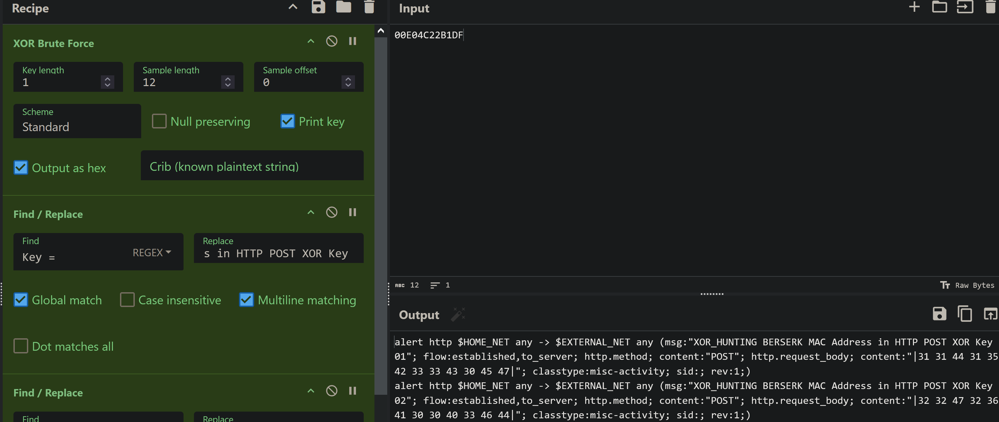 Recipe
XOR Brute Force
Key length
1
Sample length
12
Sample offset
0
Scheme
Standard
Null preserving
Print key
Output as hex
Crib (known plaintext string)
Find / Replace
Find
Key =
REGEX
Replace
s in HTTP POST XOR Key
Global match
Case insensitive
Multiline matching
Dot matches all
Find / Replace
Find
Replace
Input
00E04C22B1DF
ABC 12 1
Tт Raw Bytes
Output
alert http $HOME_NET any -> $EXTERNAL_NET any (msg:"XOR_HUNTING BERSERK MAC Address in HTTP POST XOR Key
01"; flow:established,to_server; http.method; content:"POST"; http.request_body; content:"|31 31 44 31 35
42 33 33 43 30 45 47|"; classtype:misc-activity; sid:; rev:1;)
alert http $HOME_NET any -> $EXTERNAL_NET any (msg:"XOR_HUNTING BERSERK MAC Address in HTTP POST XOR Key
02"; flow:established,to_server; http.method; content:"POST"; http.request_body; content:"|32 32 47 32 36
41 30 30 40 33 46 44|"; classtype:misc-activity; sid:; rev:1;)